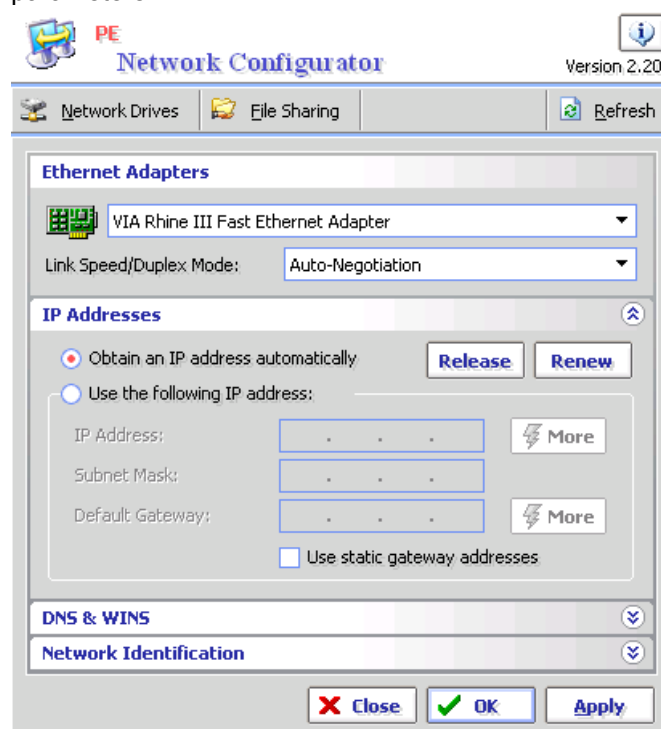 PE
Network Configurator
Version 2.20
Network Drives File Sharing Refresh
Ethernet Adapters
VIA Rhine III Fast Ethernet Adapter
Link Speed/Duplex Mode: Auto-Negotiation
IP Addresses
Obtain an IP address automatically Release Renew
Use the following IP address:
IP Address: . . . More
Subnet Mask: . . .
Default Gateway: . . . More
Use static gateway addresses
DNS & WINS
Network Identification
Close OK Apply